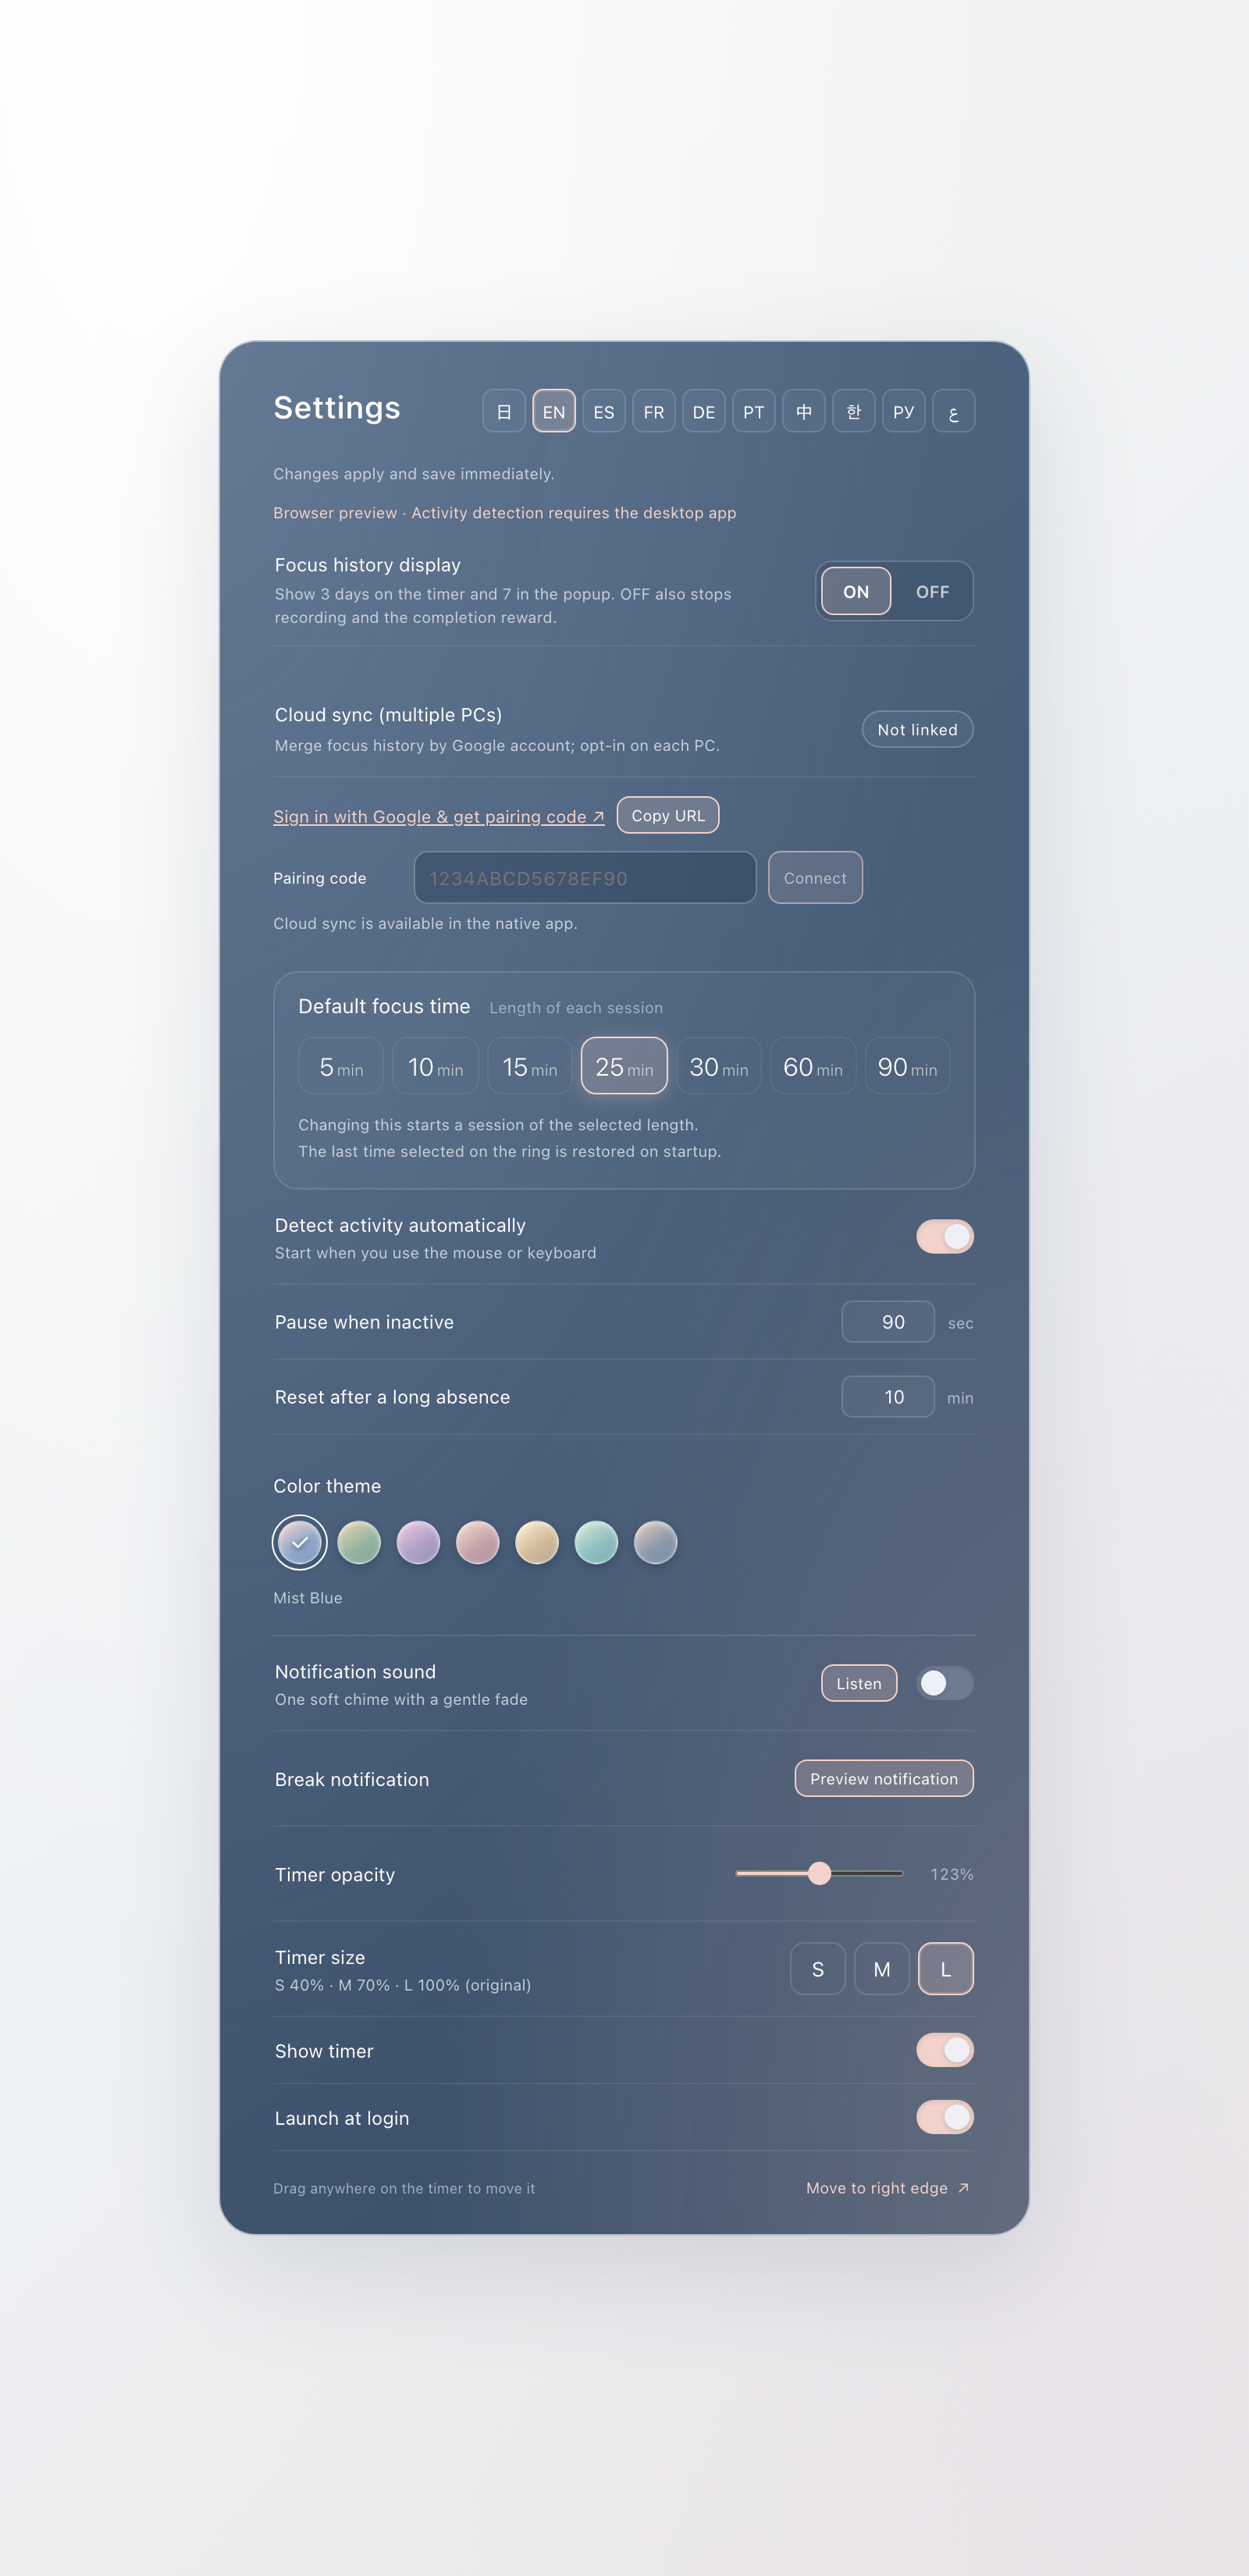 Settings 日 EN ES FR DE PT 中 한 РУ ع
Changes apply and save immediately.
Browser preview · Activity detection requires the desktop app
Focus history display
Show 3 days on the timer and 7 in the popup. OFF also stops
recording and the completion reward.
ON OFF
Cloud sync (multiple PCs)
Merge focus history by Google account; opt-in on each PC.
Not linked
Sign in with Google & get pairing code ↗ Copy URL
Pairing code 1234ABCD5678EF90 Connect
Cloud sync is available in the native app.
Default focus time Length of each session
5 min 10 min 15 min 25 min 30 min 60 min 90 min
Changing this starts a session of the selected length.
The last time selected on the ring is restored on startup.
Detect activity automatically
Start when you use the mouse or keyboard
Pause when inactive 90 sec
Reset after a long absence 10 min
Color theme
Mist Blue
Notification sound
One soft chime with a gentle fade
Listen
Break notification Preview notification
Timer opacity 123%
Timer size
S 40% · M 70% · L 100% (original)
S M L
Show timer
Launch at login
Drag anywhere on the timer to move it Move to right edge ↗